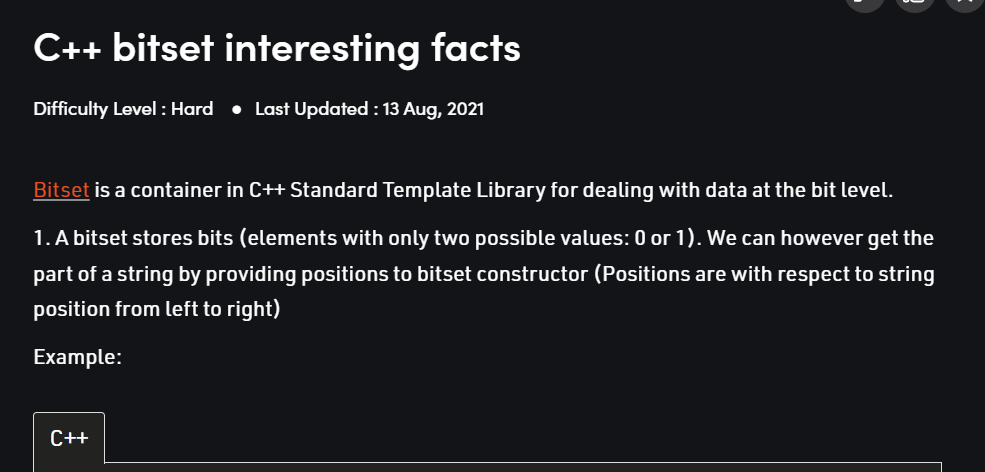 C++ bitset interesting facts
Difficulty Level : Hard ● Last Updated : 13 Aug, 2021
Bitset is a container in C++ Standard Template Library for dealing with data at the bit level.
1. A bitset stores bits (elements with only two possible values: 0 or 1). We can however get the
part of a string by providing positions to bitset constructor (Positions are with respect to string
position from left to right)
Example:
C++